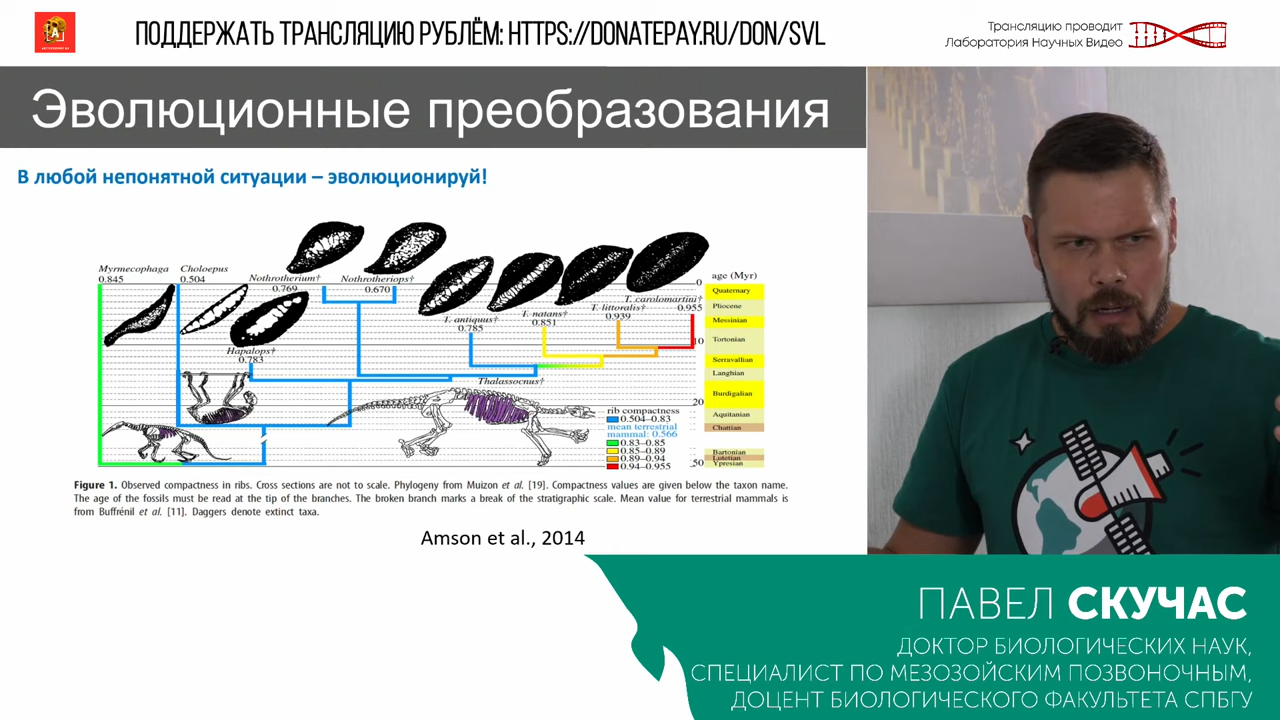 ПОДДЕРЖАТЬ ТРАНСЛЯЦИЮ РУБЛЁМ: HTTPS://DONATEPAY.RU/DON/SVL
Трансляцию проводит
Лаборатория Научных Видео
Эволюционные преобразования
В любой непонятной ситуации – эволюционируй!
Myrmecophaga
0.845
Choloepus
0.504
Nothrotherium†
0.769
Nothrotheriops†
0.670
Hapalops†
0.783
T. antiquus†
0.785
T. natans†
0.851
T. littoralis†
0.939
T. carolomartini†
0.955
Thalassocnus†
age (Myr)
0
10
20
50
Quaternary
Pliocene
Messinian
Tortonian
Serravallian
Langhian
Burdigalian
Aquitanian
Chattian
Bartonian
Lutetian
Ypresian
rib compactness
0.504–0.83
mean terrestrial
mammal: 0.566
0.83–0.85
0.85–0.89
0.89–0.94
0.94–0.955
Figure 1. Observed compactness in ribs. Cross sections are not to scale. Phylogeny from Muizon et al. [19]. Compactness values are given below the taxon name.
The age of the fossils must be read at the tip of the branches. The broken branch marks a break of the stratigraphic scale. Mean value for terrestrial mammals is
from Buffrénil et al. [11]. Daggers denote extinct taxa.
Amson et al., 2014
ПАВЕЛ СКУЧАС
ДОКТОР БИОЛОГИЧЕСКИХ НАУК,
СПЕЦИАЛИСТ ПО МЕЗОЗОЙСКИМ ПОЗВОНОЧНЫМ,
ДОЦЕНТ БИОЛОГИЧЕСКОГО ФАКУЛЬТЕТА СПБГУ